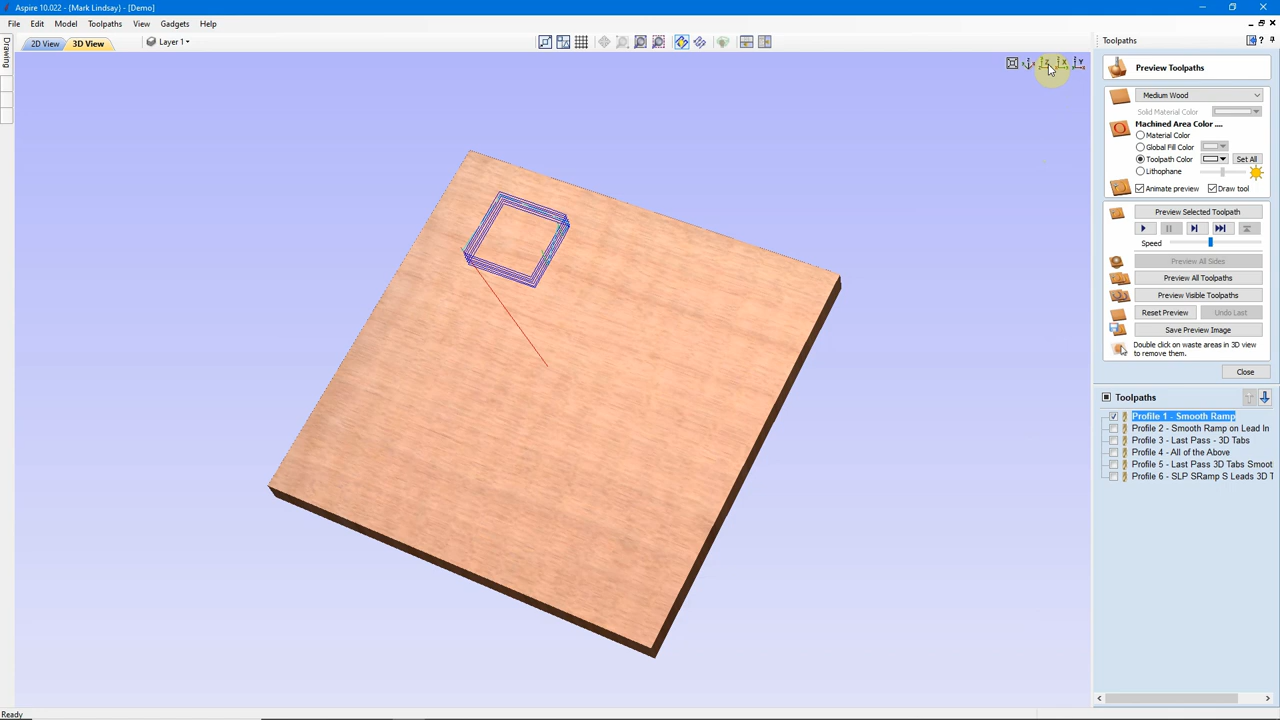 Aspire 10.022 - (Mark Lindsay) - [Demo]
File Edit Model Toolpaths View Gadgets Help
2D View 3D View Layer 1
Drawing
Toolpaths
Preview Toolpaths
Medium Wood
Solid Material Color
Machined Area Color ....
Material Color
Global Fill Color
Toolpath Color Set All
Lithophane
Animate preview Draw tool
Preview Selected Toolpath
Speed
Preview All Sides
Preview All Toolpaths
Preview Visible Toolpaths
Reset Preview Undo Last
Save Preview Image
Double click on waste areas in 3D view
to remove them.
Close
Toolpaths
Profile 1 - Smooth Ramp
Profile 2 - Smooth Ramp on Lead In
Profile 3 - Last Pass - 3D Tabs
Profile 4 - All of the Above
Profile 5 - Last Pass 3D Tabs Smoot
Profile 6 - SLP SRamp S Leads 3D T
Ready